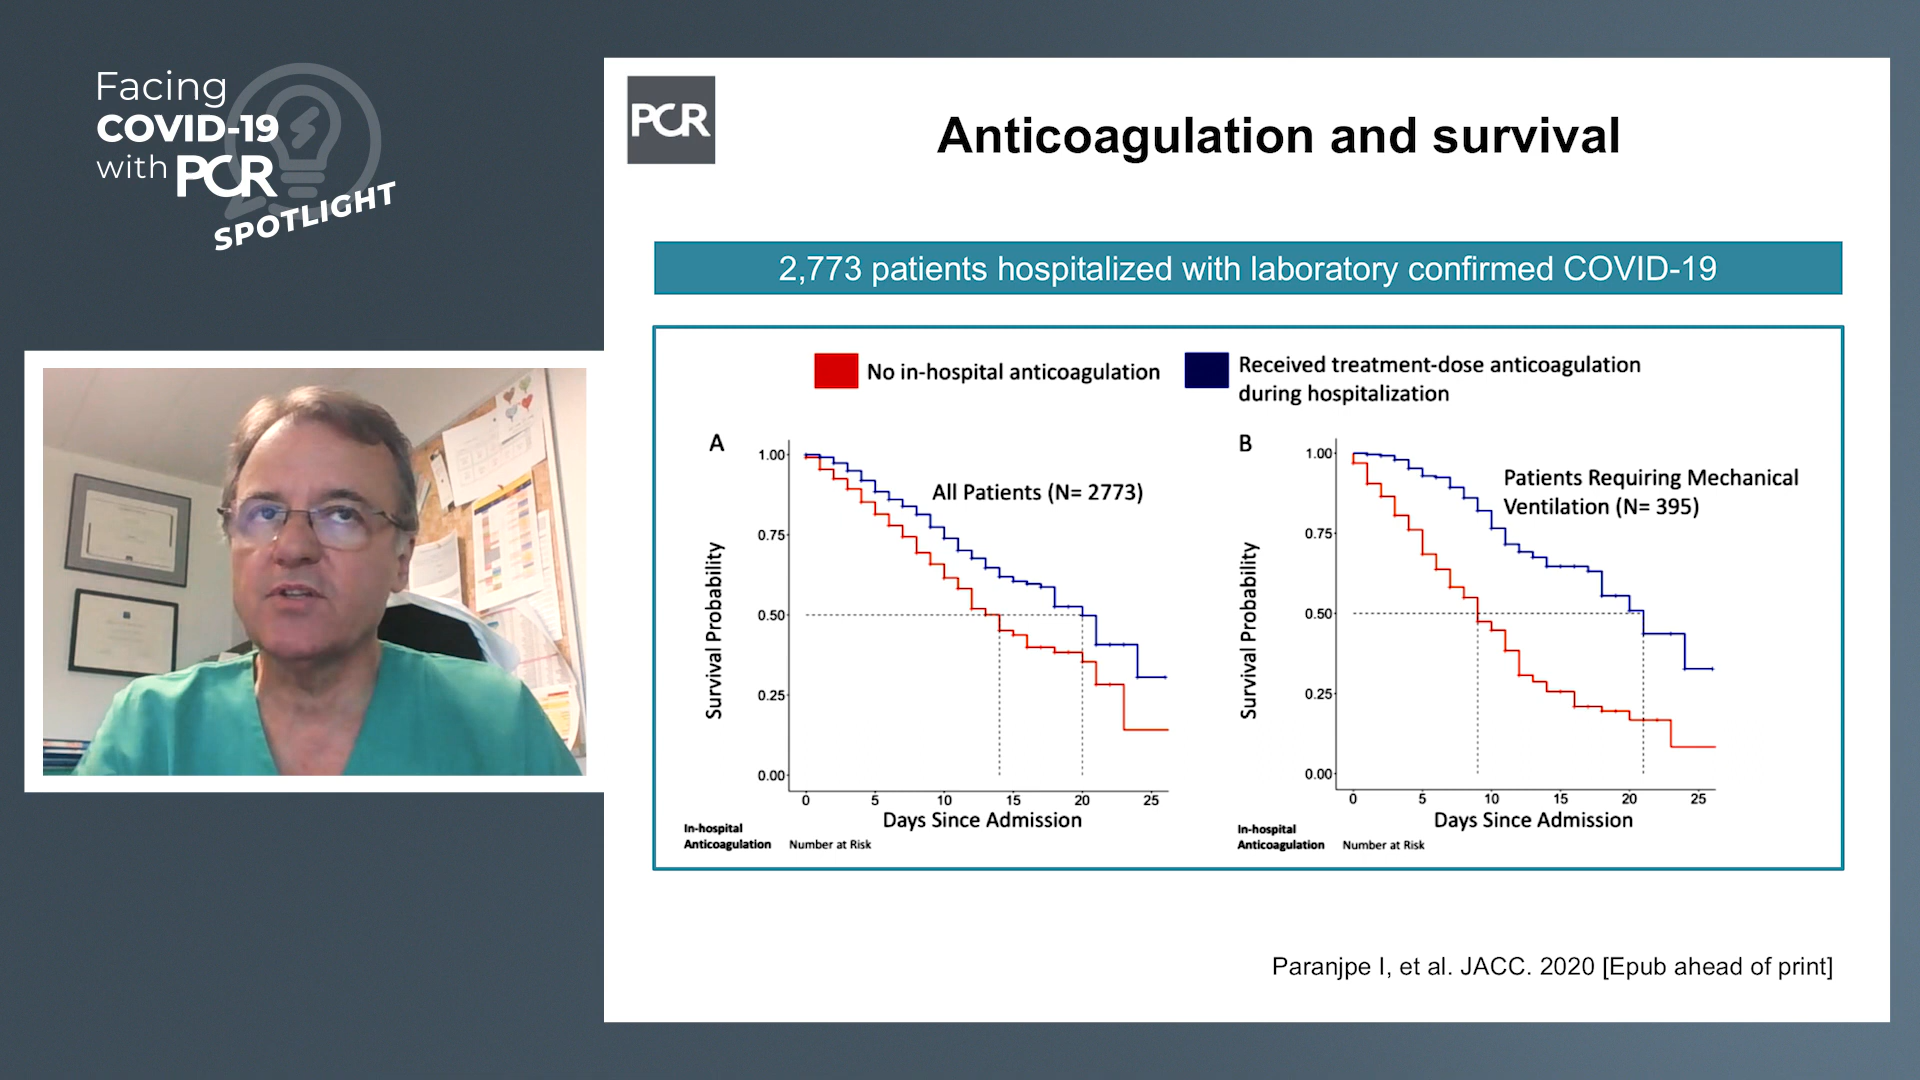 Facing
COVID-19
with PCR
SPOTLIGHT
PCR
Anticoagulation and survival
2,773 patients hospitalized with laboratory confirmed COVID-19
No in-hospital anticoagulation
Received treatment-dose anticoagulation
during hospitalization
A
All Patients (N= 2773)
Survival Probability
1.00
0.75
0.50
0.25
0.00
0 5 10 15 20 25
Days Since Admission
In-hospital
Anticoagulation Number at Risk
B
Patients Requiring Mechanical
Ventilation (N= 395)
Survival Probability
1.00
0.75
0.50
0.25
0.00
0 5 10 15 20 25
Days Since Admission
In-hospital
Anticoagulation Number at Risk
Paranjpe I, et al. JACC. 2020 [Epub ahead of print]